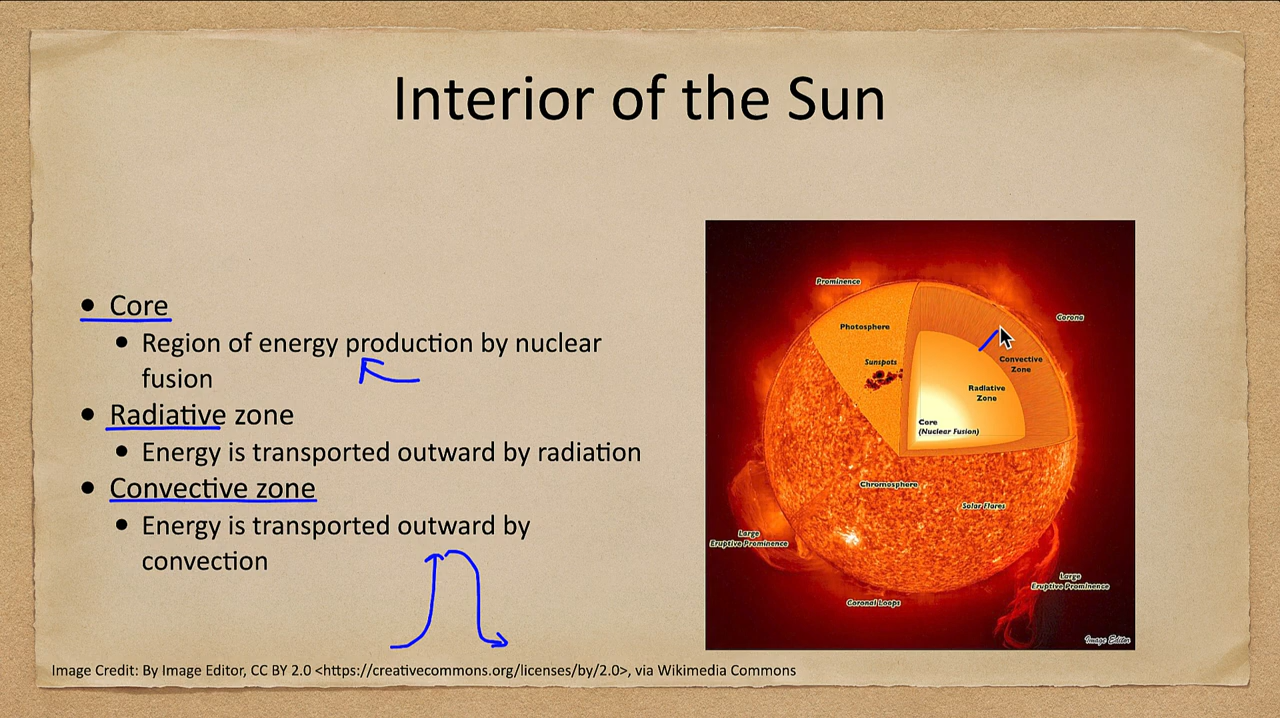 Interior of the Sun
• Core
• Region of energy production by nuclear
fusion
• Radiative zone
• Energy is transported outward by radiation
• Convective zone
• Energy is transported outward by
convection
Prominence
Corona
Photosphere
Sunspots
Convective
Zone
Radiative
Zone
Core
(Nuclear Fusion)
Chromosphere
Solar Flares
Large
Eruptive Prominence
Large
Eruptive Prominence
Coronal Loops
Image Editor
Image Credit: By Image Editor, CC BY 2.0 <https://creativecommons.org/licenses/by/2.0>, via Wikimedia Commons